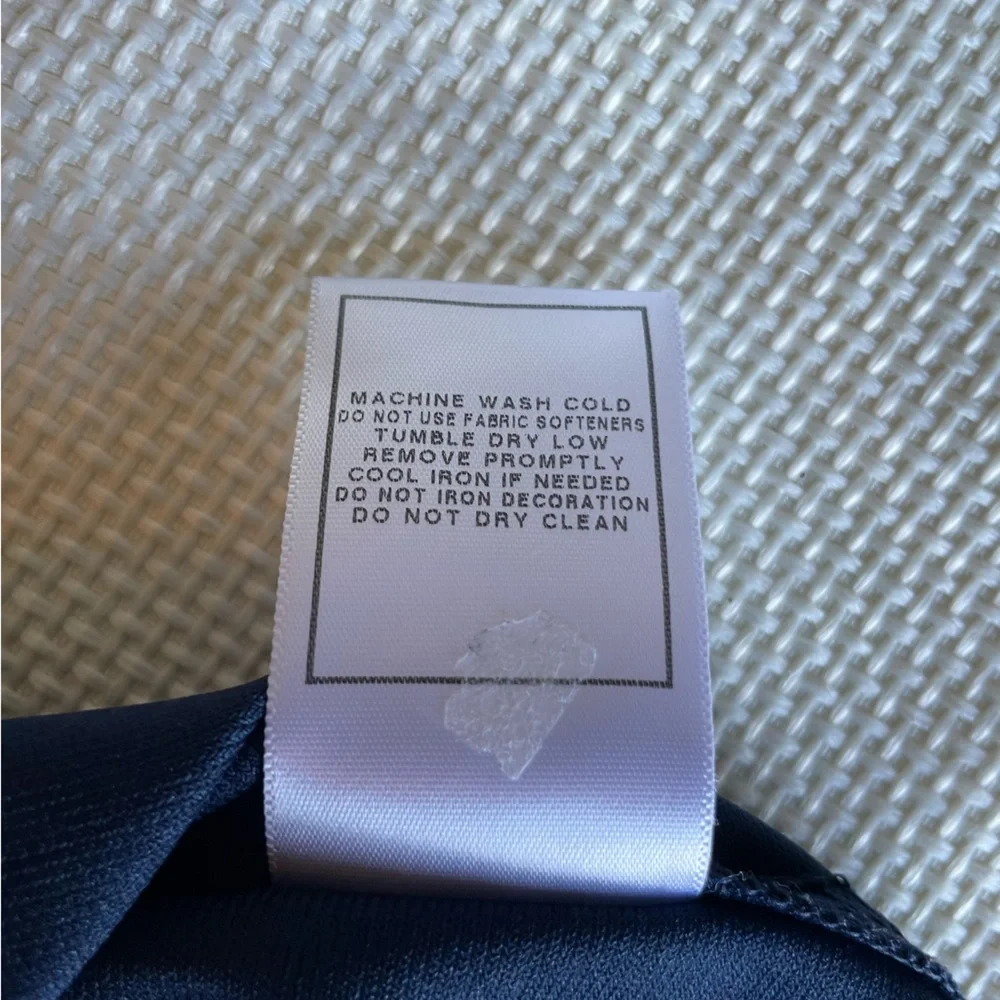 MACHINE WASH COLD
DO NOT USE FABRIC SOFTENERS
TUMBLE DRY LOW
REMOVE PROMPTLY
COOL IRON IF NEEDED
DO NOT IRON DECORATION
DO NOT DRY CLEAN